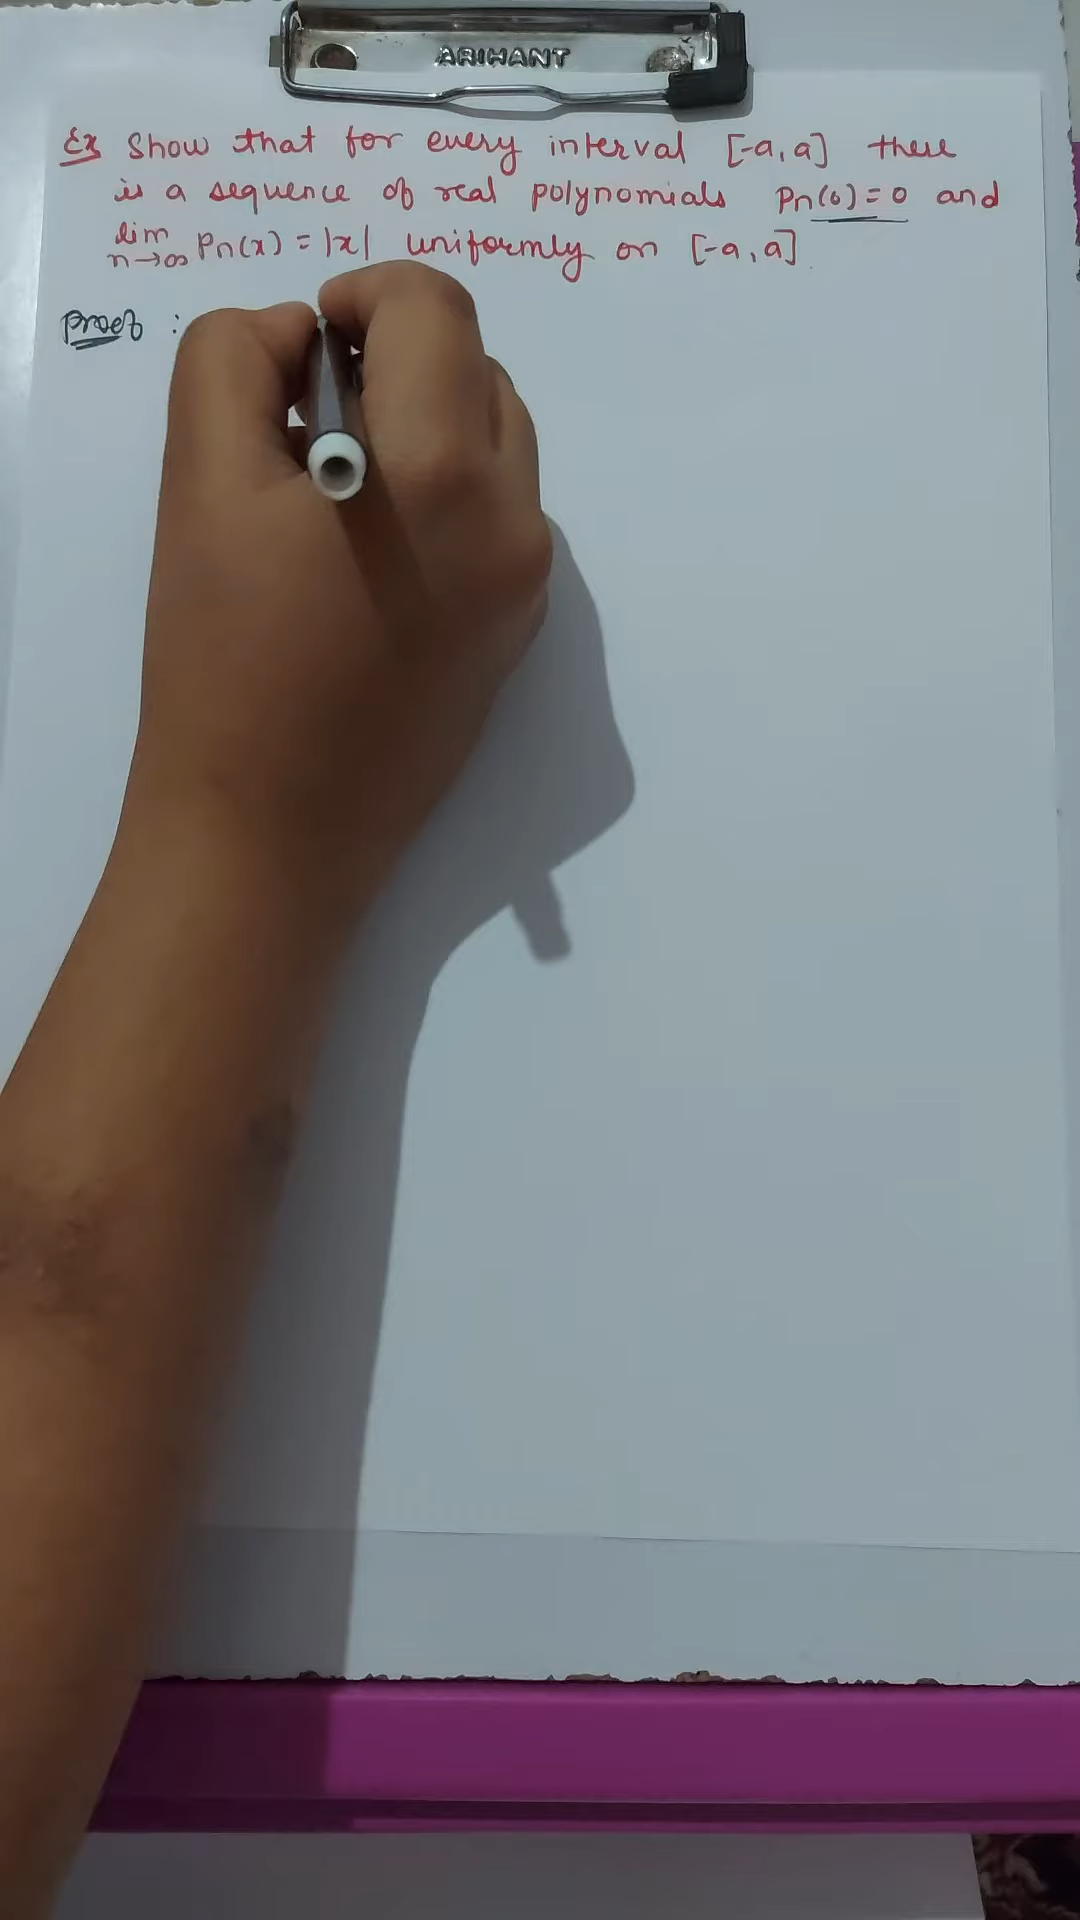 ARIHANT
Ex Show that for every interval [-a, a] there
is a sequence of real polynomials Pn(0) = 0 and
lim n→∞ Pn(x) = |x| uniformly on [-a, a].
Proof :